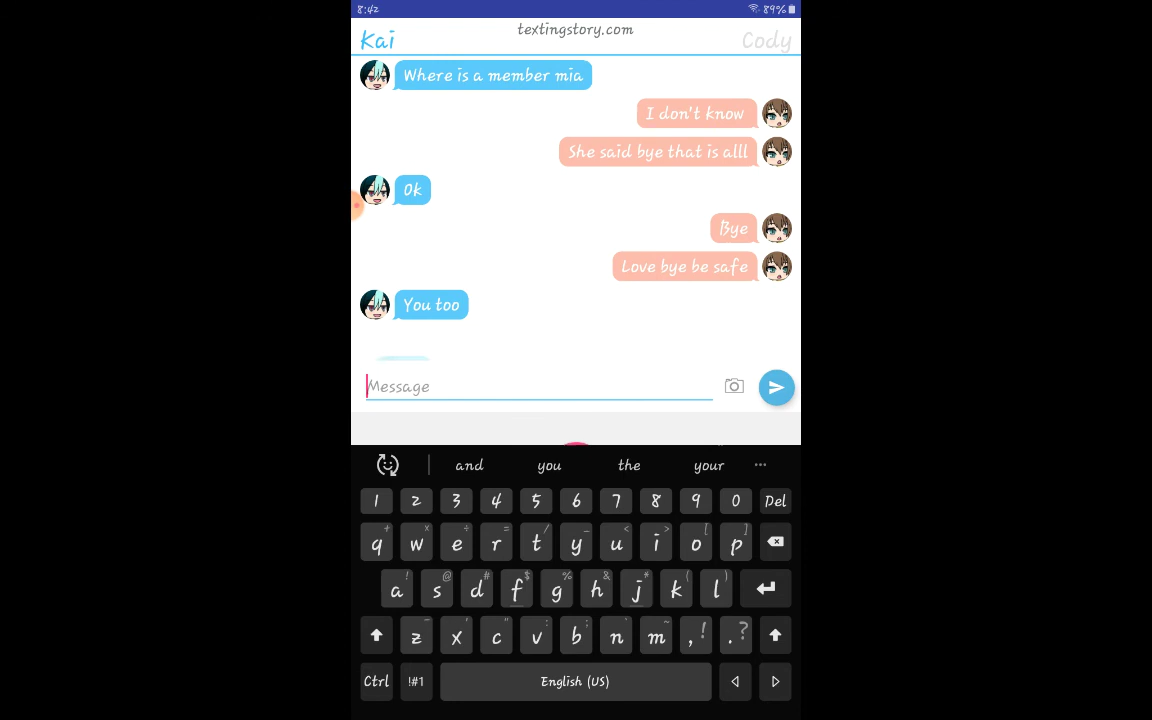 8:42
89%
textingstory.com
Kai
Cody
Where is a member mia
I don't know
She said bye that is alll
Ok
Bye
Love bye be safe
You too
Message
and you the your ...
1 2 3 4 5 6 7 8 9 0 Del
+ × ÷ = / _ < > [ ]
q w e r t y u i o p
! @ # $ % & * ( )
a s d f g h j k l
- ' " : ; ~
z x c v b n m , ! . ?
Ctrl !#1 English (US)